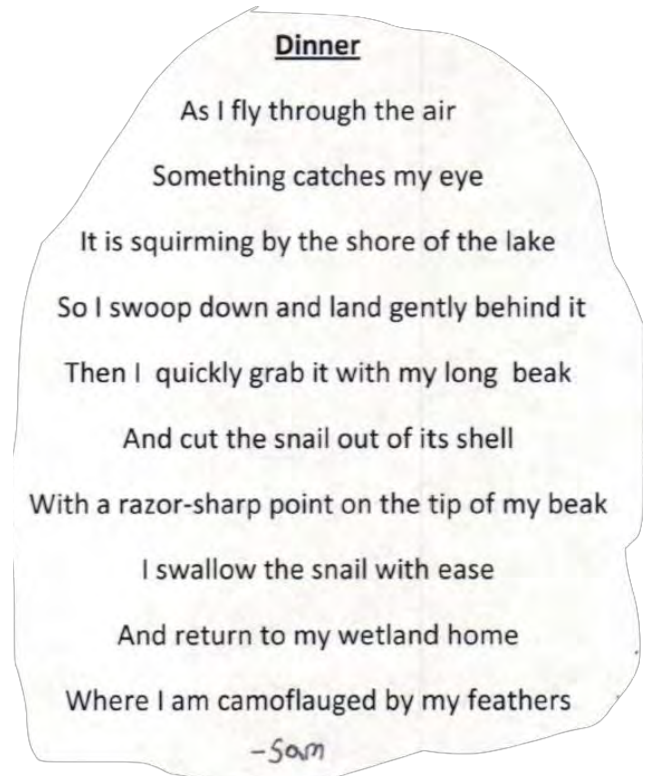 Dinner
As I fly through the air
Something catches my eye
It is squirming by the shore of the lake
So I swoop down and land gently behind it
Then I quickly grab it with my long beak
And cut the snail out of its shell
With a razor-sharp point on the tip of my beak
I swallow the snail with ease
And return to my wetland home
Where I am camoflauged by my feathers
-Sam